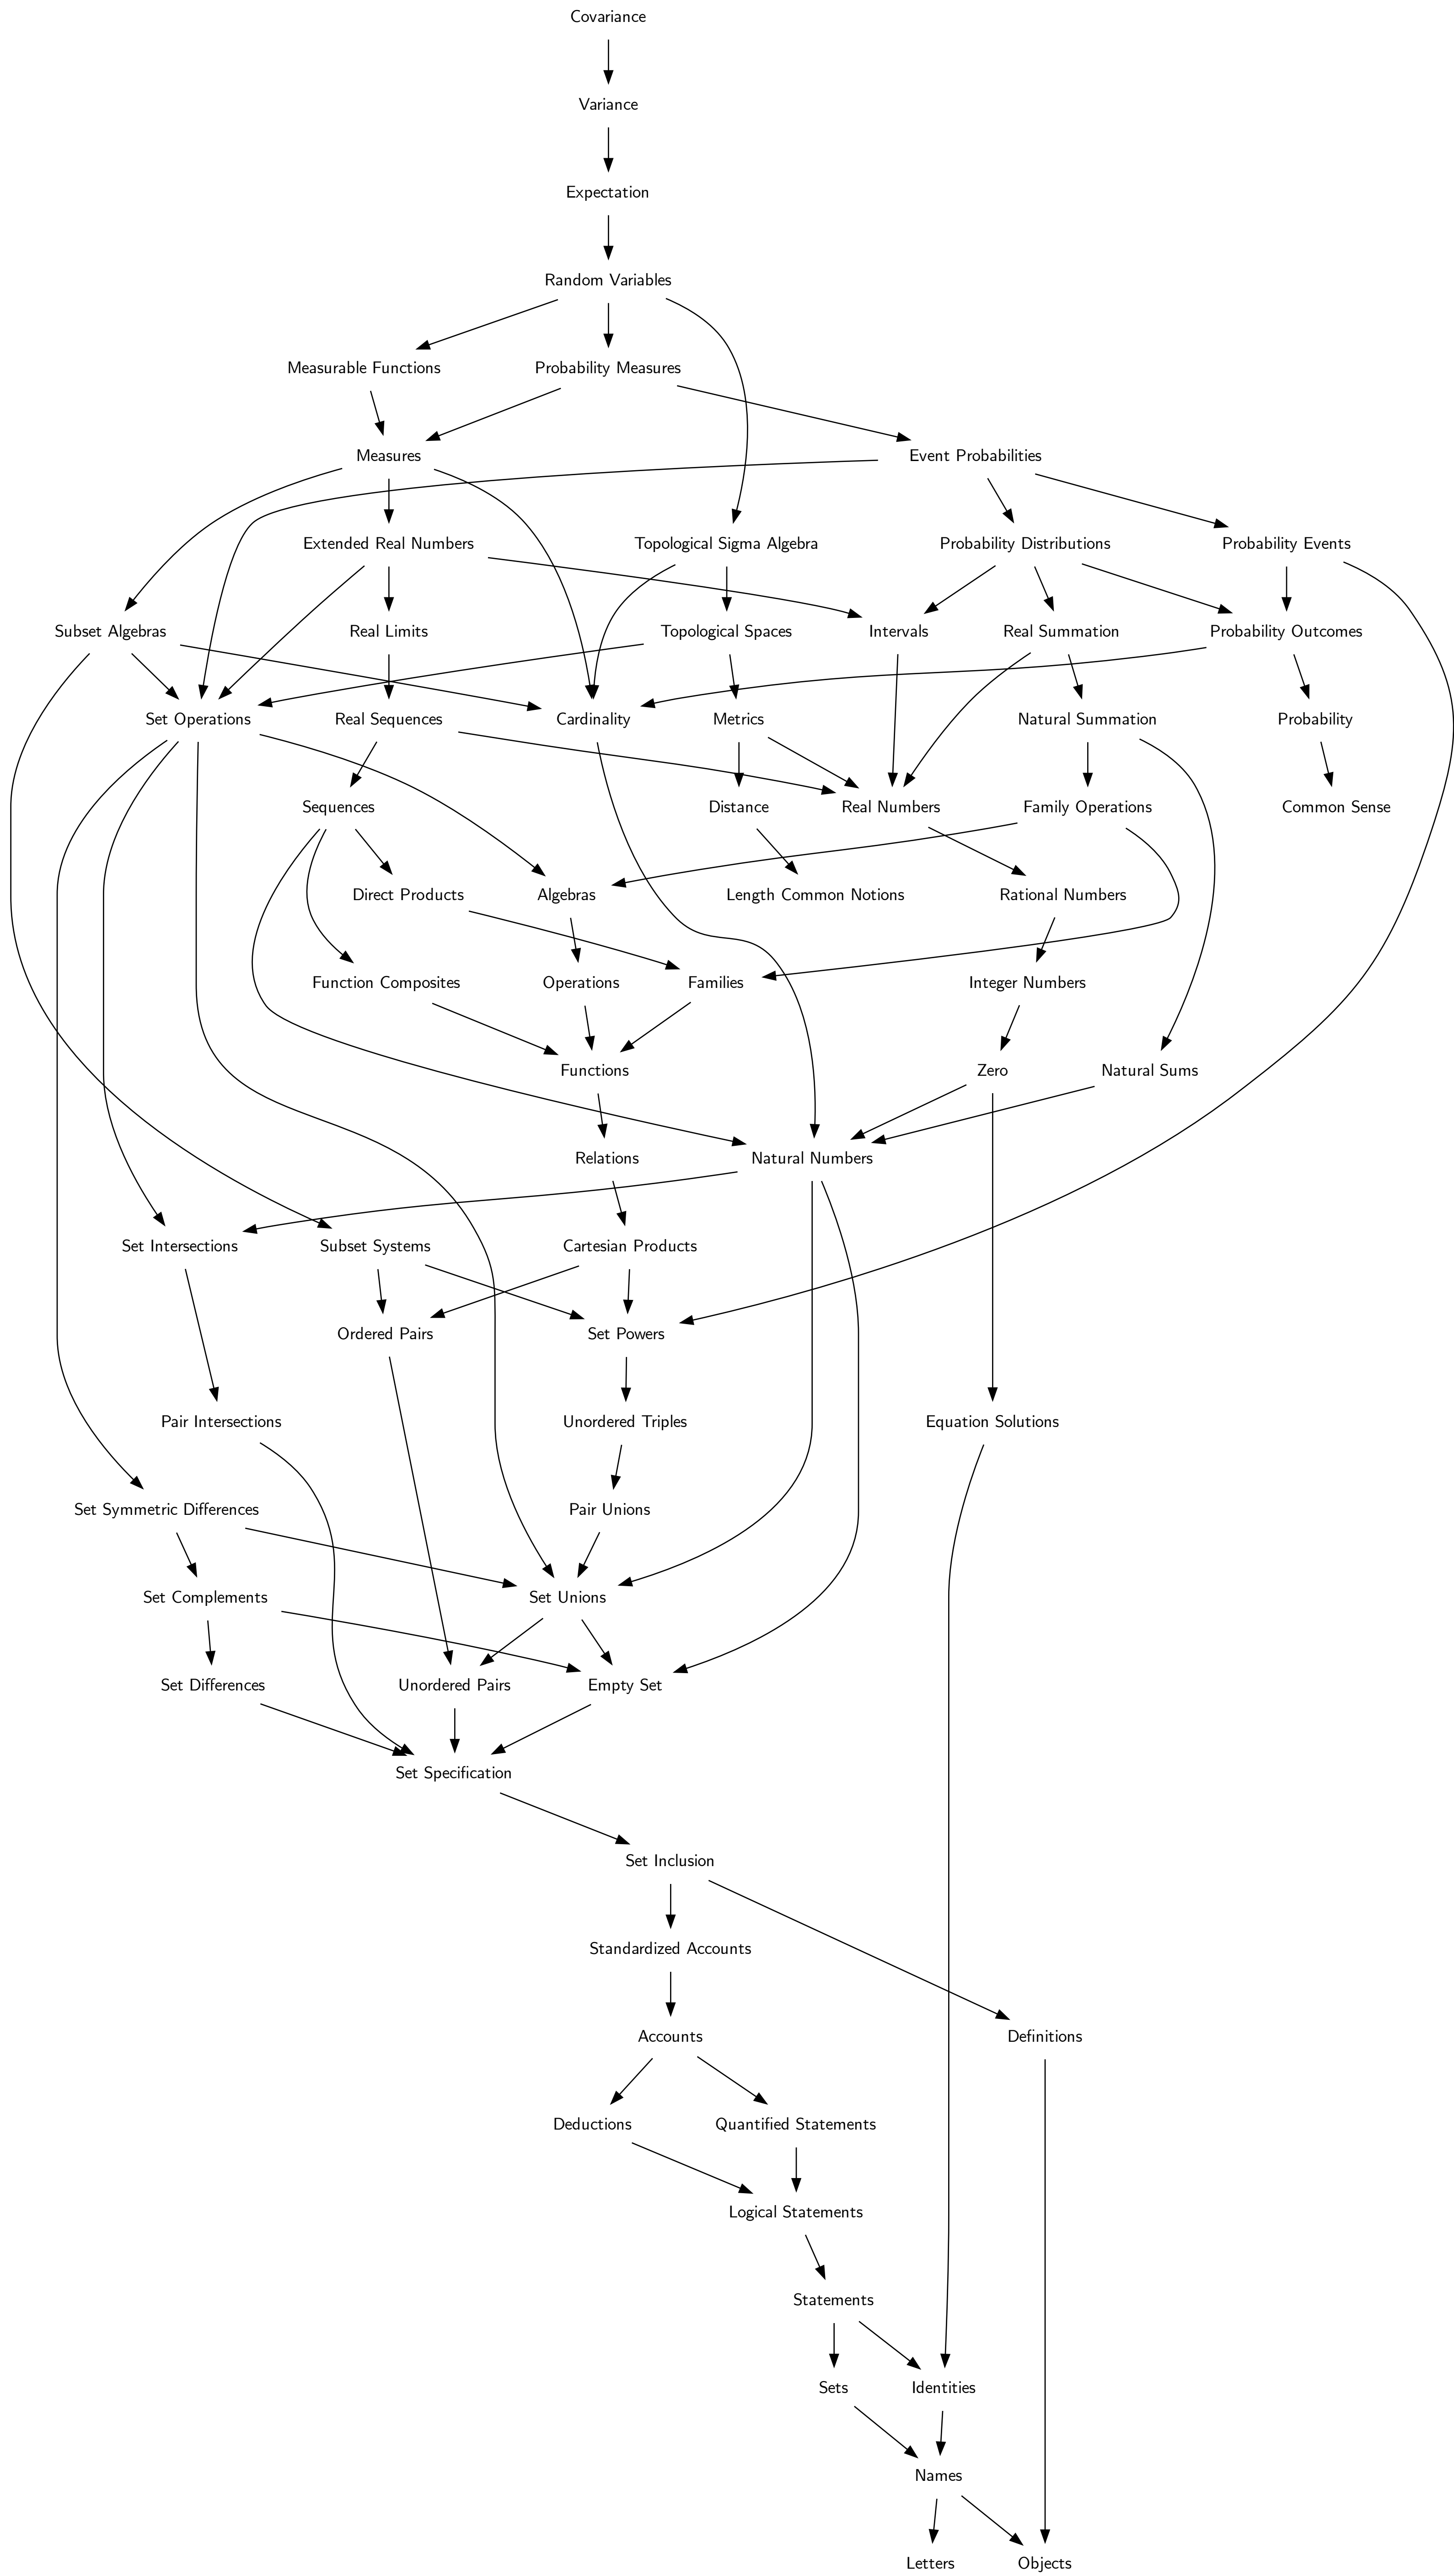 Covariance
Variance
Expectation
Random Variables
Measurable Functions
Probability Measures
Measures
Event Probabilities
Extended Real Numbers
Topological Sigma Algebra
Probability Distributions
Probability Events
Subset Algebras
Real Limits
Topological Spaces
Intervals
Real Summation
Probability Outcomes
Set Operations
Real Sequences
Cardinality
Metrics
Natural Summation
Probability
Sequences
Distance
Real Numbers
Family Operations
Common Sense
Direct Products
Algebras
Length Common Notions
Rational Numbers
Function Composites
Operations
Families
Integer Numbers
Functions
Zero
Natural Sums
Relations
Natural Numbers
Set Intersections
Subset Systems
Cartesian Products
Ordered Pairs
Set Powers
Pair Intersections
Unordered Triples
Equation Solutions
Set Symmetric Differences
Pair Unions
Set Complements
Set Unions
Set Differences
Unordered Pairs
Empty Set
Set Specification
Set Inclusion
Standardized Accounts
Accounts
Definitions
Deductions
Quantified Statements
Logical Statements
Statements
Sets
Identities
Names
Letters
Objects